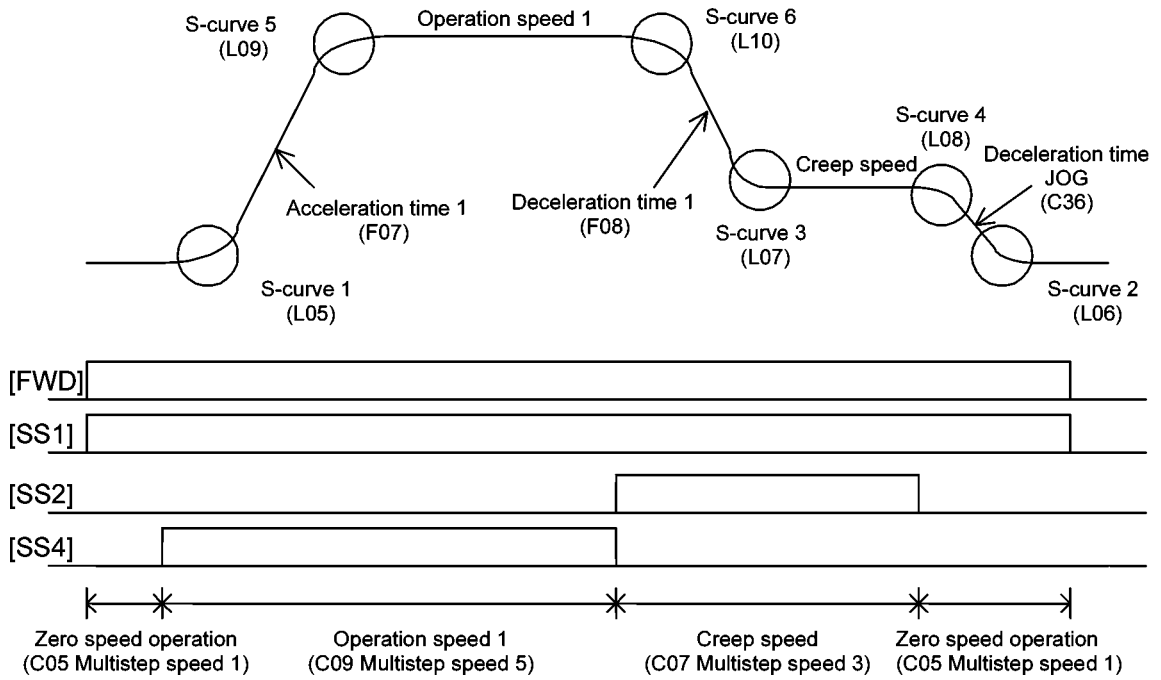 S-curve 5
(L09)
Operation speed 1
S-curve 6
(L10)
S-curve 4
(L08)
Deceleration time
JOG
(C36)
Creep speed
Acceleration time 1
(F07)
Deceleration time 1
(F08)
S-curve 3
(L07)
S-curve 1
(L05)
S-curve 2
(L06)
[FWD]
[SS1]
[SS2]
[SS4]
Zero speed operation
(C05 Multistep speed 1)
Operation speed 1
(C09 Multistep speed 5)
Creep speed
(C07 Multistep speed 3)
Zero speed operation
(C05 Multistep speed 1)